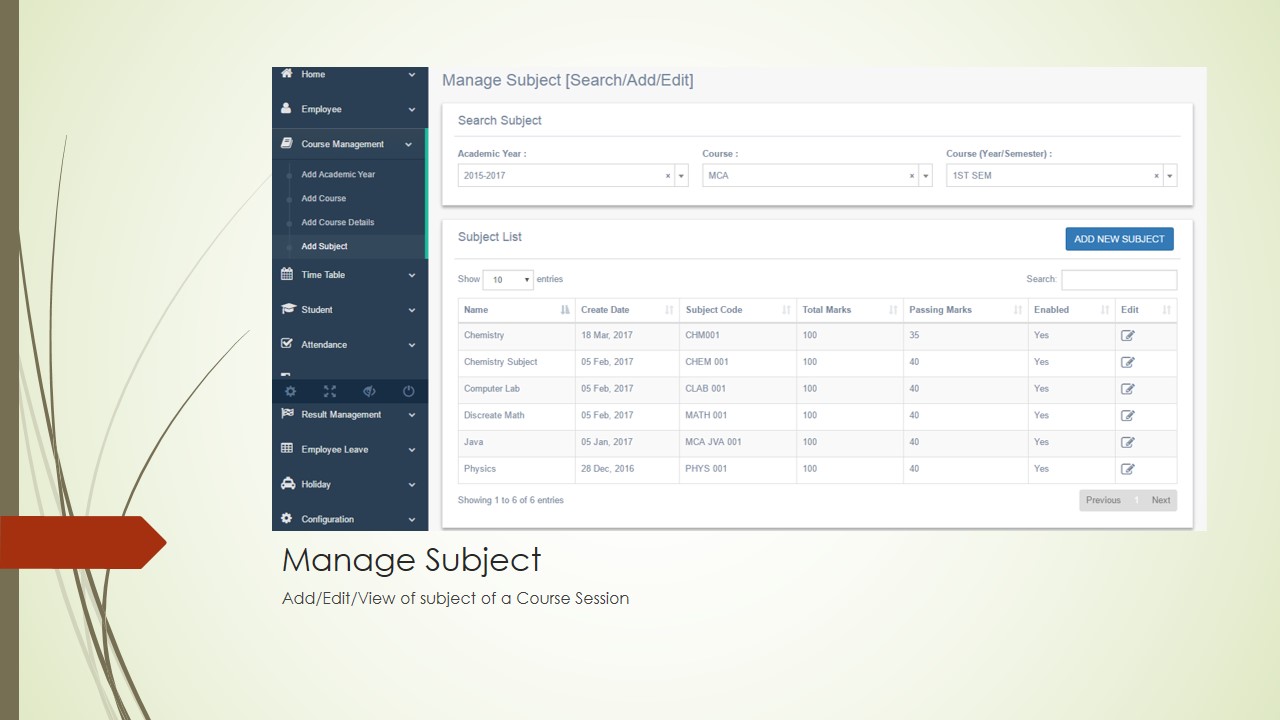 Home
Employee
Course Management
Add Academic Year
Add Course
Add Course Details
Add Subject
Time Table
Student
Attendance
Result Management
Employee Leave
Holiday
Configuration
Manage Subject [Search/Add/Edit]
Search Subject
Academic Year : Course : Course (Year/Semester) :
2015-2017 × MCA × 1ST SEM ×
Subject List ADD NEW SUBJECT
Show 10 entries Search:
Name Create Date Subject Code Total Marks Passing Marks Enabled Edit
Chemistry 18 Mar, 2017 CHM001 100 35 Yes
Chemistry Subject 05 Feb, 2017 CHEM 001 100 40 Yes
Computer Lab 05 Feb, 2017 CLAB 001 100 40 Yes
Discreate Math 05 Feb, 2017 MATH 001 100 40 Yes
Java 05 Jan, 2017 MCA JVA 001 100 40 Yes
Physics 28 Dec, 2016 PHYS 001 100 40 Yes
Showing 1 to 6 of 6 entries Previous 1 Next
Manage Subject
Add/Edit/View of subject of a Course Session